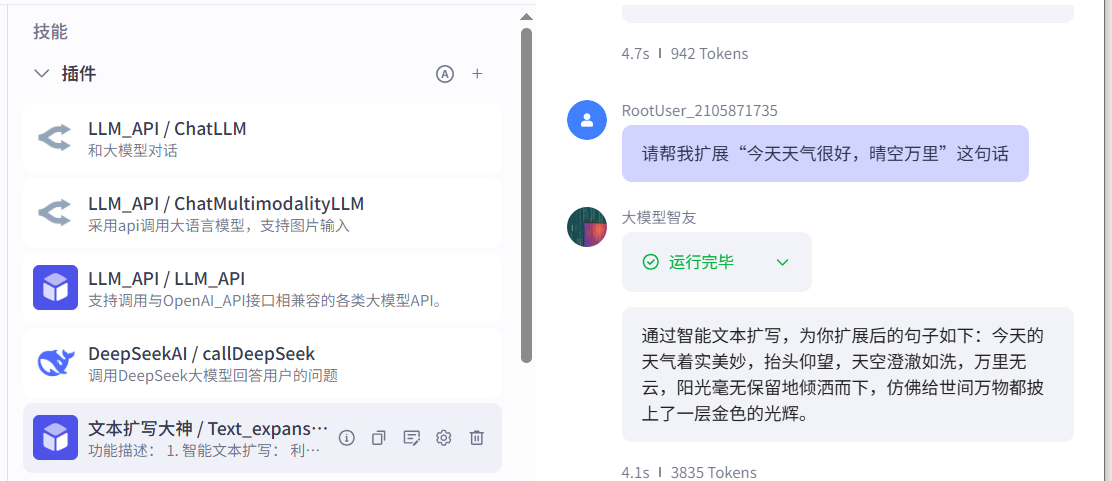 技能
插件
LLM_API / ChatLLM
和大模型对话
LLM_API / ChatMultimodalityLLM
采用api调用大语言模型，支持图片输入
LLM_API / LLM_API
支持调用与OpenAI_API接口相兼容的各类大模型API。
DeepSeekAI / callDeepSeek
调用DeepSeek大模型回答用户的问题
文本扩写大神 / Text_expans···
功能描述： 1. 智能文本扩写： 利···
4.7s | 942 Tokens
RootUser_2105871735
请帮我扩展“今天天气很好，晴空万里”这句话
大模型智友
运行完毕
通过智能文本扩写，为你扩展后的句子如下：今天的
天气着实美妙，抬头仰望，天空澄澈如洗，万里无
云，阳光毫无保留地倾洒而下，仿佛给世间万物都披
上了一层金色的光辉。
4.1s | 3835 Tokens